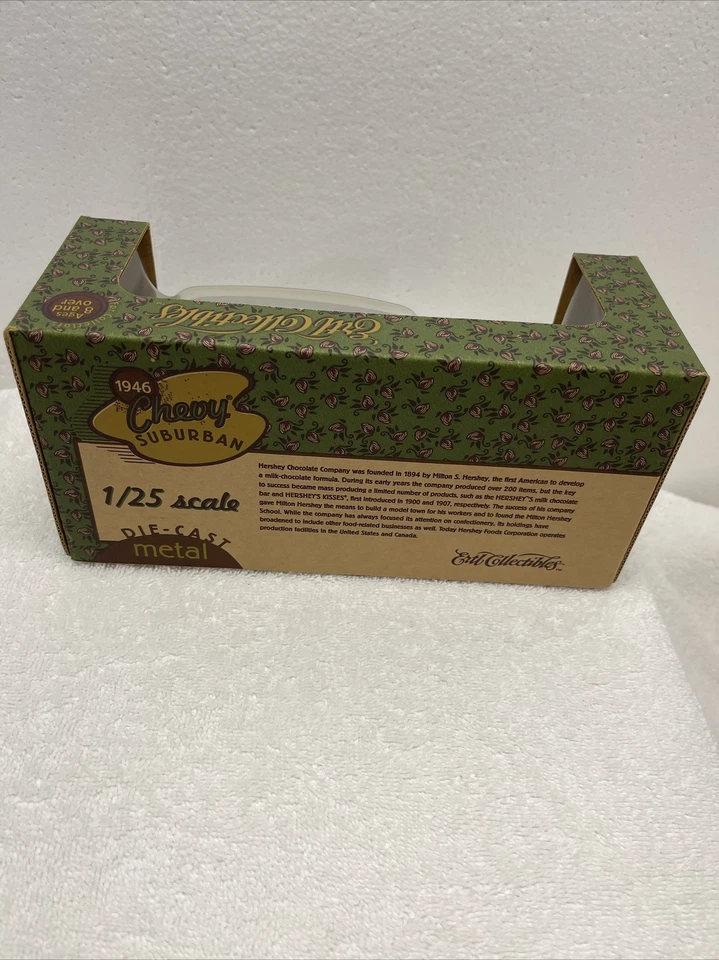 Ages
8 and
over
Ertl Collectibles
1946
Chevy®
SUBURBAN
1/25 scale
DIE-CAST
metal
Hershey Chocolate Company was founded in 1894 by Milton S. Hershey, the first American to develop
a milk-chocolate formula. During its early years the company produced over 200 items, but the key
to success became mass producing a limited number of products, such as the HERSHEY'S milk chocolate
bar and HERSHEY'S KISSES®, first introduced in 1900 and 1907, respectively. The success of his company
gave Milton Hershey the means to build a model town for his workers and to found the Milton Hershey
School. While the company has always focused its attention on confectionery, its holdings have
broadened to include other food-related businesses as well. Today Hershey Foods Corporation operates
production facilities in the United States and Canada.
Ertl Collectibles™